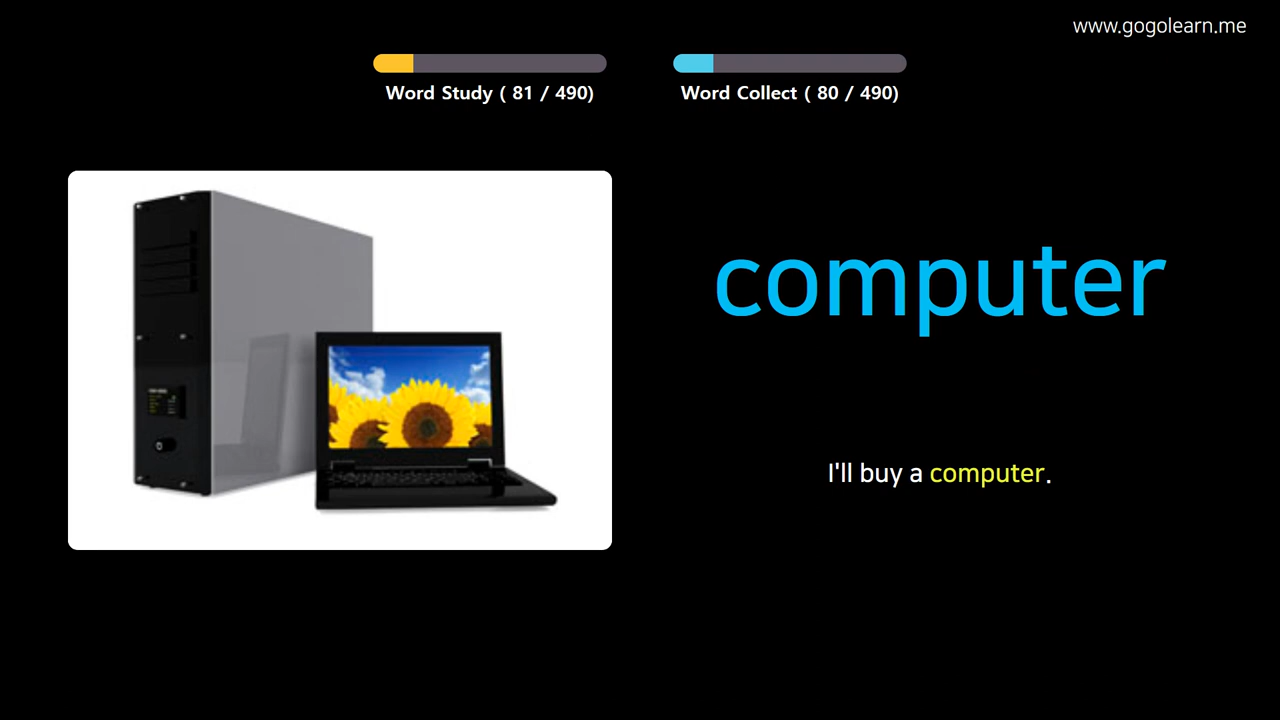 www.gogolearn.me
Word Study ( 81 / 490)
Word Collect ( 80 / 490)
computer
I'll buy a computer.